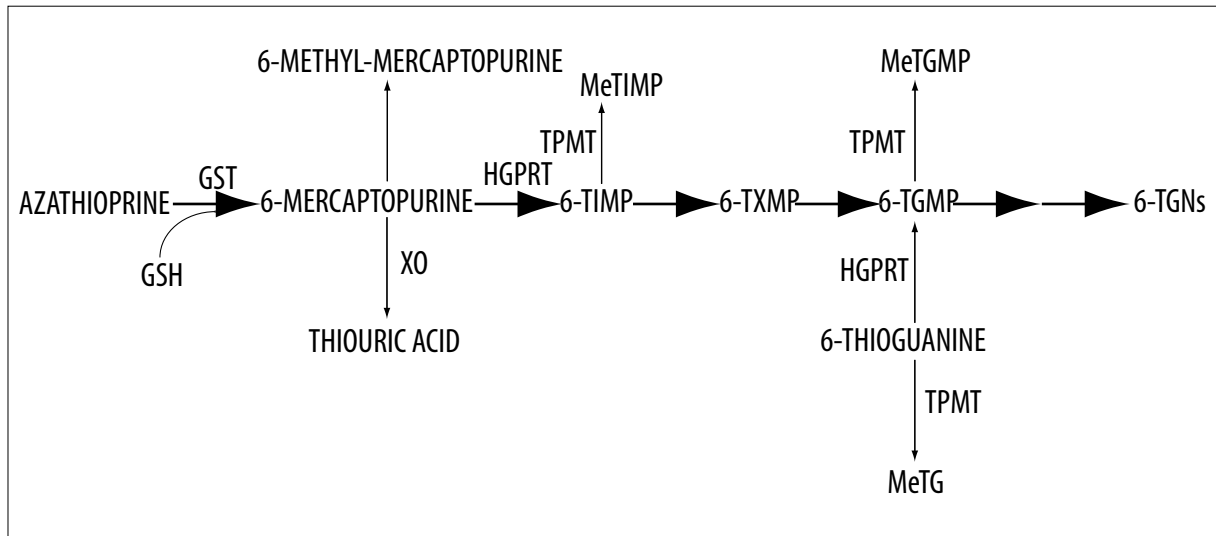 6-METHYL-MERCAPTOPURINE
MeTIMP
MeTGMP
TPMT
TPMT
GST
HGPRT
AZATHIOPRINE
6-MERCAPTOPURINE
6-TIMP
6-TXMP
6-TGMP
6-TGNs
GSH
XO
HGPRT
THIOURIC ACID
6-THIOGUANINE
TPMT
MeTG